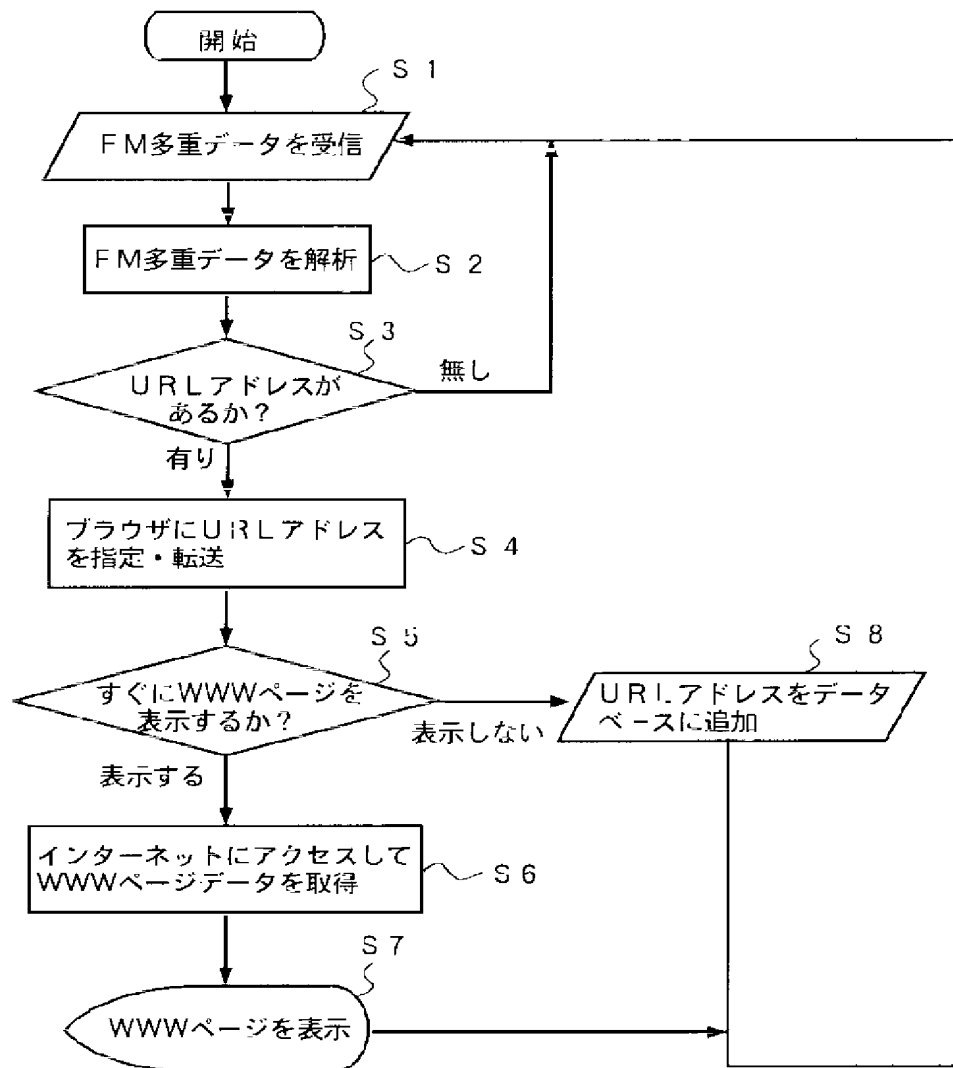 開始
S 1
FM多重データを受信
FM多重データを解析
S 2
S 3
URLアドレスが
あるか?
無し
有り
ブラウザにURLアドレス
を指定・転送
S 4
S 5
すぐにWWWページを
表示するか?
表示しない
S 8
URLアドレスをデータ
ベースに追加
表示する
インターネットにアクセスして
WWWページデータを取得
S 6
S 7
WWWページを表示